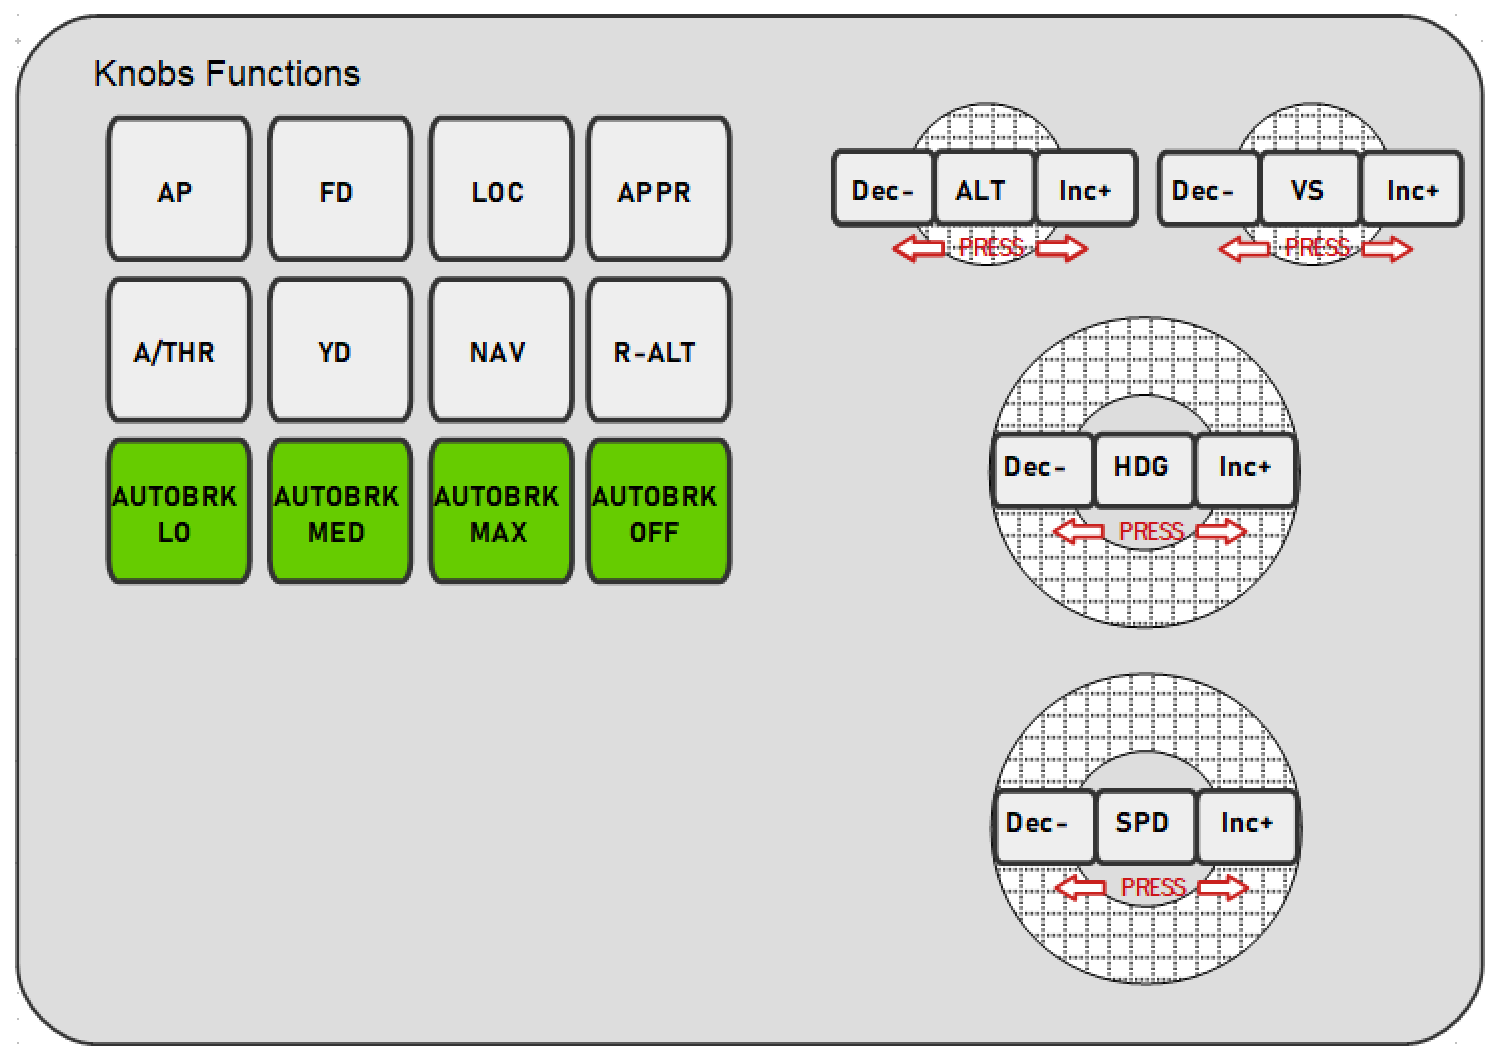 Knobs Functions
AP
FD
LOC
APPR
A/THR
YD
NAV
R-ALT
AUTOBRK
LO
AUTOBRK
MED
AUTOBRK
MAX
AUTOBRK
OFF
Dec-
ALT
Inc+
PRESS
Dec-
VS
Inc+
PRESS
Dec-
HDG
Inc+
PRESS
Dec-
SPD
Inc+
PRESS